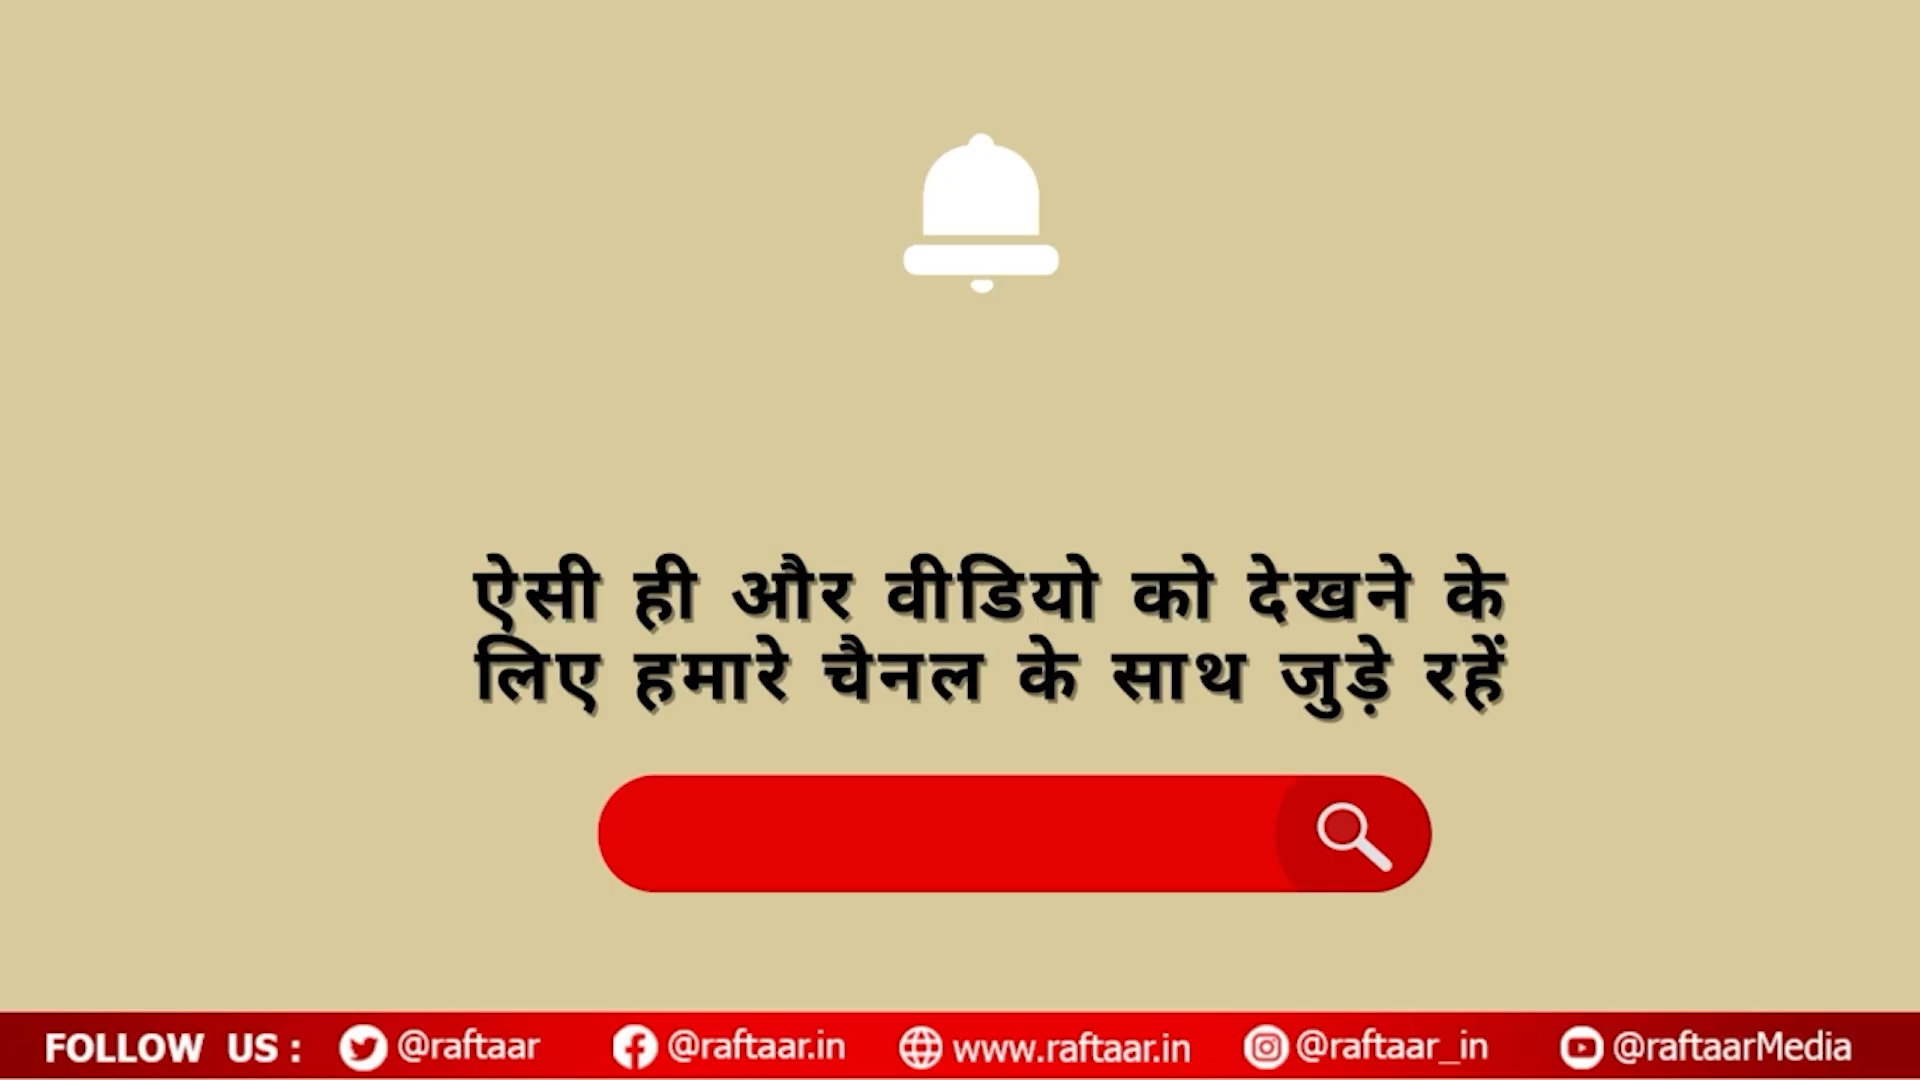 ऐसी ही और वीडियो को देखने के
लिए हमारे चैनल के साथ जुड़े रहें
FOLLOW US : @raftaar @raftaar.in www.raftaar.in @raftaar_in @raftaarMedia